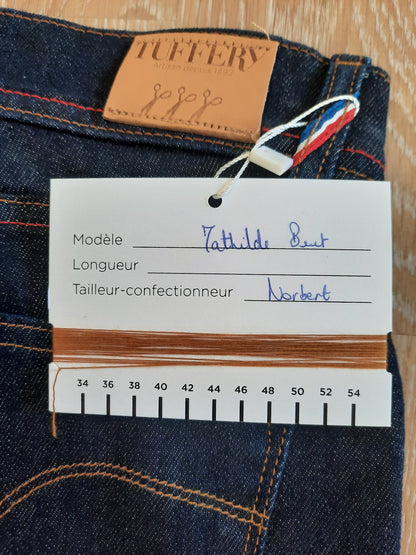 TUFFERY
Artisan depuis 1892
Modèle Mathilde Brut
Longueur
Tailleur-confectionneur Norbert
34 36 38 40 42 44 46 48 50 52 54